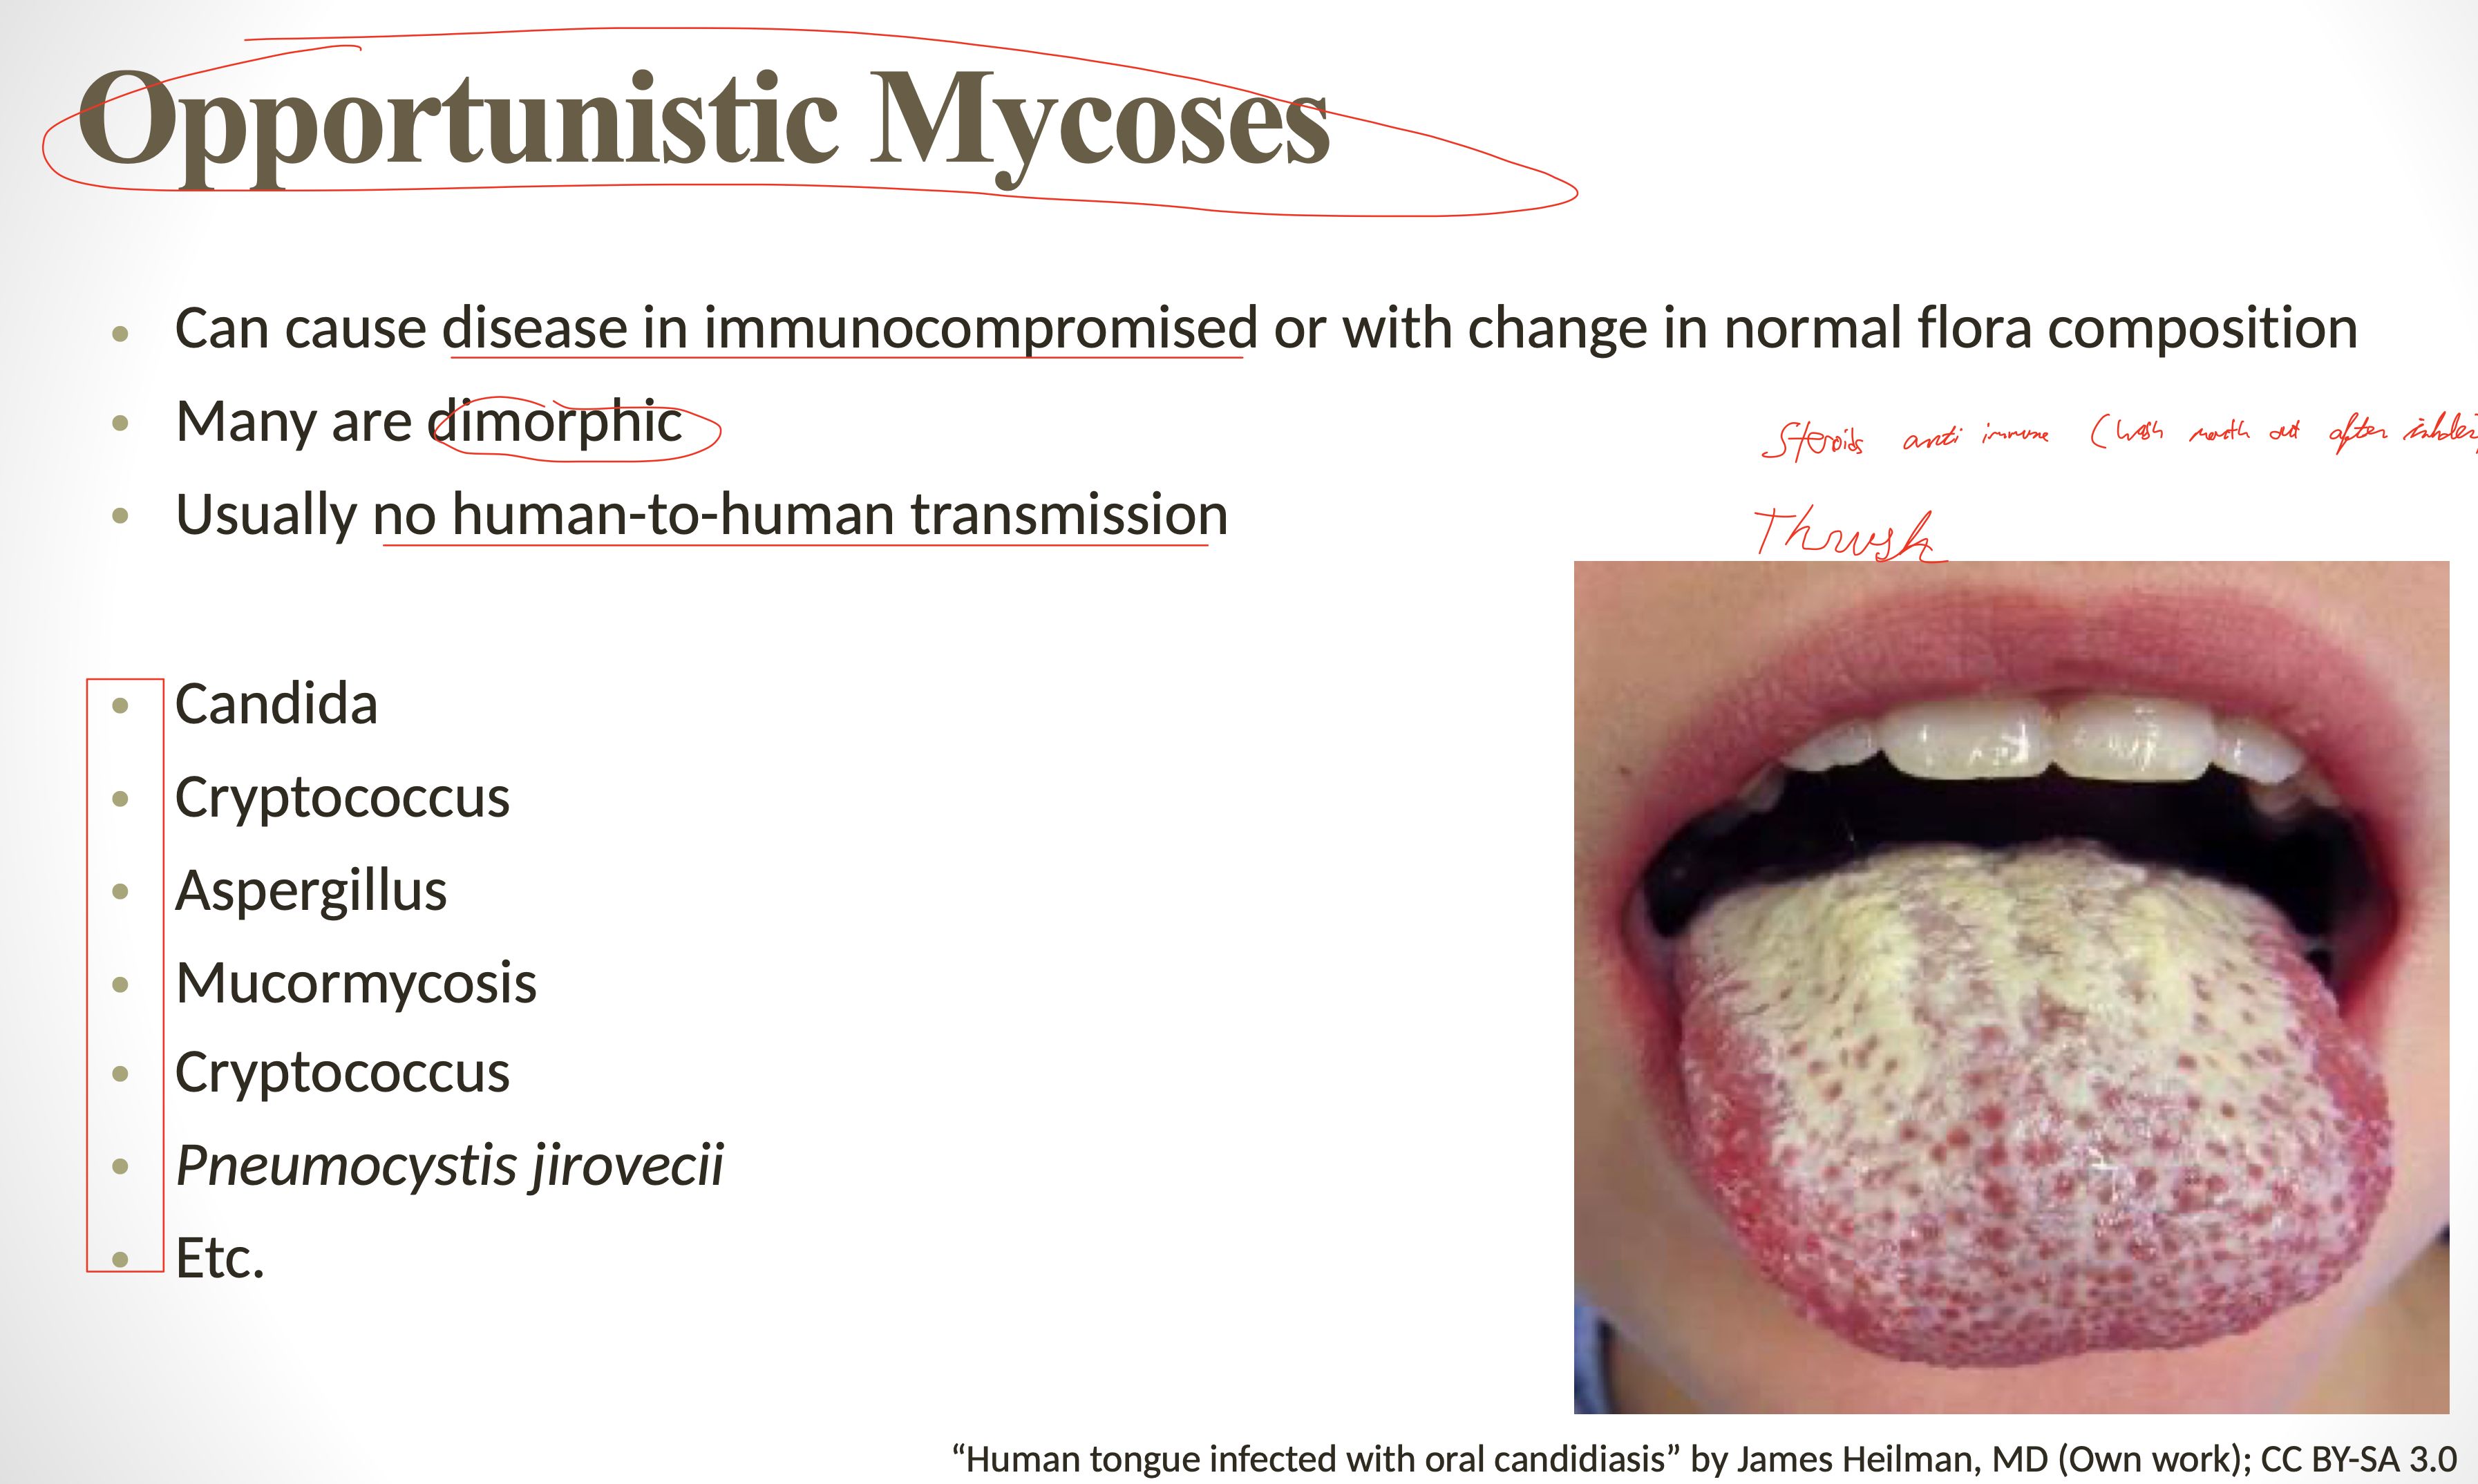 Opportunistic Mycoses
Can cause disease in immunocompromised or with change in normal flora composition
Many are dimorphic
Steroids anti immune (Wash mouth out after inhaler
Usually no human-to-human transmission
Thrush
Candida
Cryptococcus
Aspergillus
Mucormycosis
Cryptococcus
Pneumocystis jirovecii
Etc.
“Human tongue infected with oral candidiasis” by James Heilman, MD (Own work); CC BY-SA 3.0